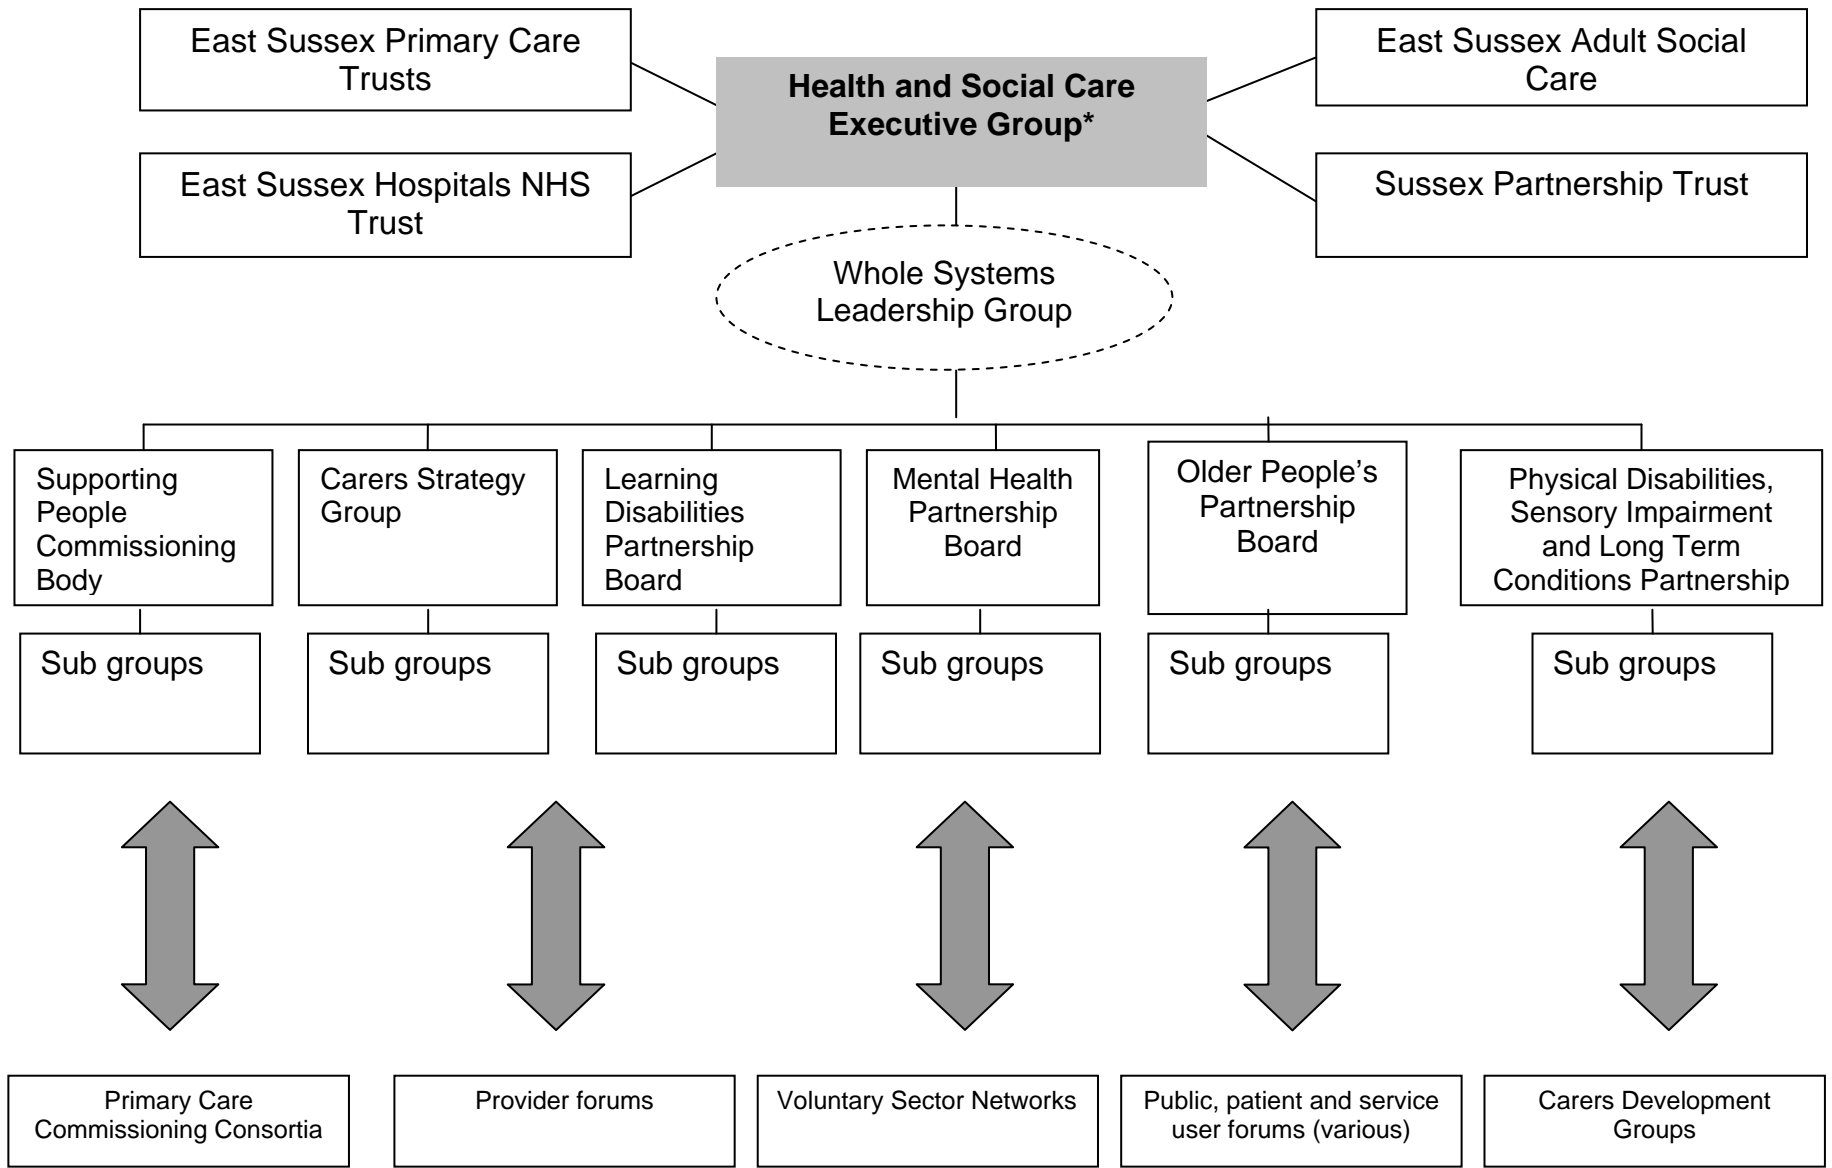 East Sussex Primary Care
Trusts
Health and Social Care
Executive Group*
East Sussex Adult Social
Care
East Sussex Hospitals NHS
Trust
Sussex Partnership Trust
Whole Systems
Leadership Group
Supporting
People
Commissioning
Body
Carers Strategy
Group
Learning
Disabilities
Partnership
Board
Mental Health
Partnership
Board
Older People’s
Partnership
Board
Physical Disabilities,
Sensory Impairment
and Long Term
Conditions Partnership
Sub groups
Sub groups
Sub groups
Sub groups
Sub groups
Sub groups
Primary Care
Commissioning Consortia
Provider forums
Voluntary Sector Networks
Public, patient and service
user forums (various)
Carers Development
Groups